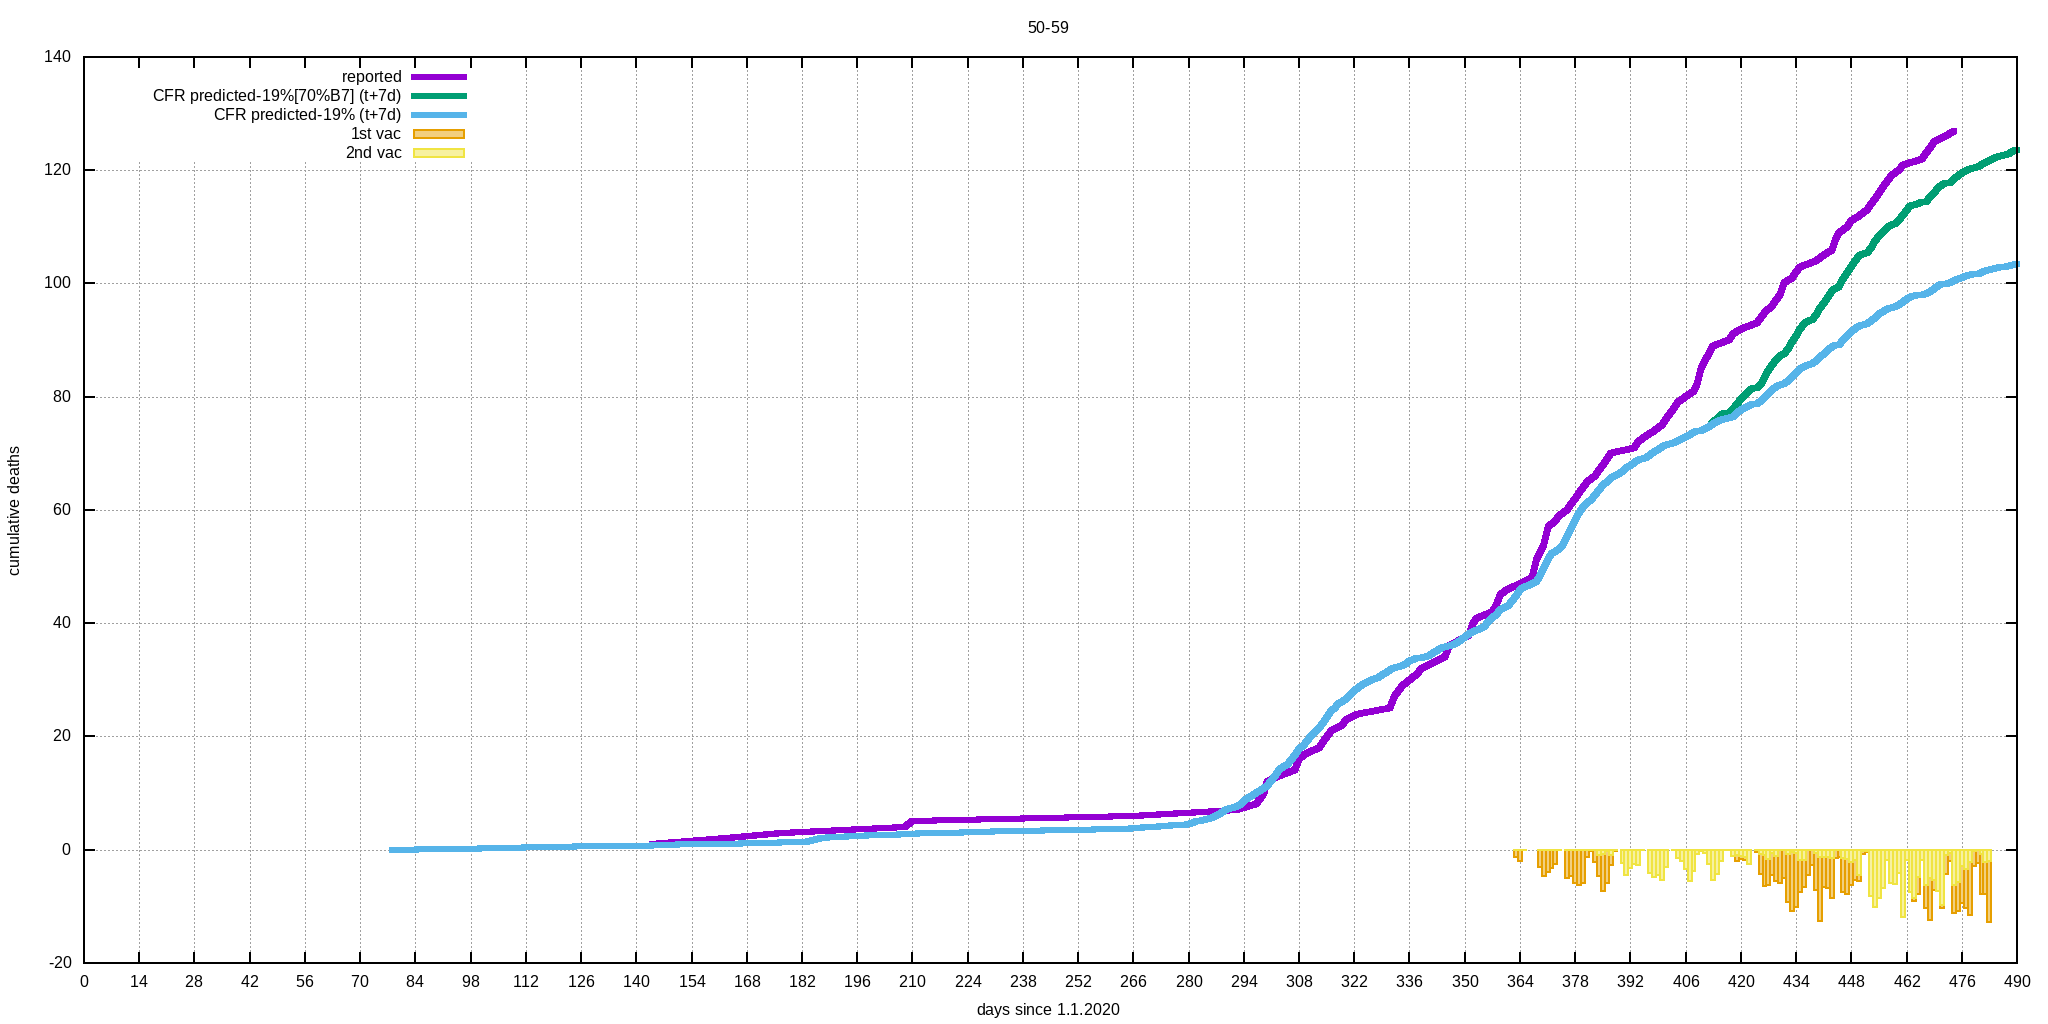 50-59
reported
CFR predicted-19%[70%B7] (t+7d)
CFR predicted-19% (t+7d)
1st vac
2nd vac
140
120
100
80
60
40
20
0
-20
cumulative deaths
0 14 28 42 56 70 84 98 112 126 140 154 168 182 196 210 224 238 252 266 280 294 308 322 336 350 364 378 392 406 420 434 448 462 476 490
days since 1.1.2020